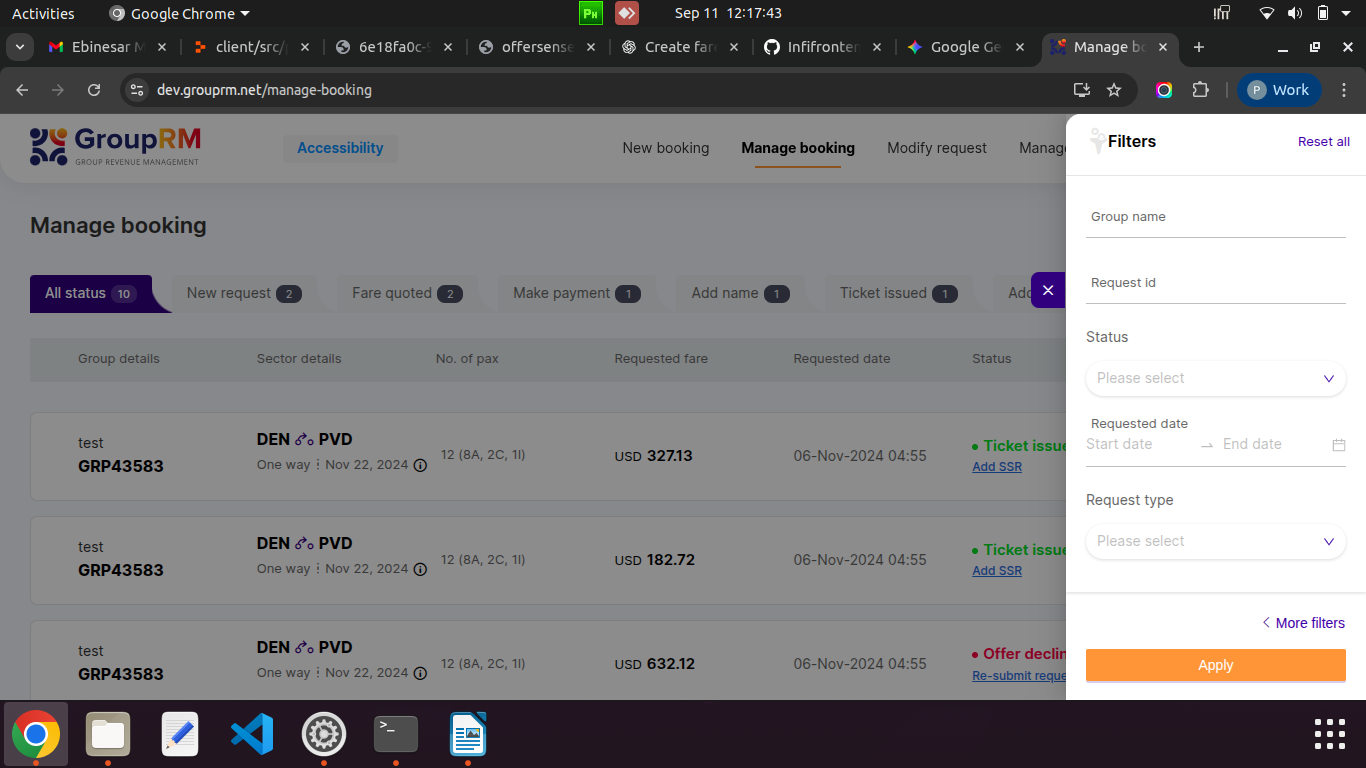 Activities Google Chrome Sep 11 12:17:43
Ebinesar M client/src/ 6e18fa0c- offersense Create fare Infifronten Google Ge Manage bo
dev.grouprm.net/manage-booking Work
P
GroupRM
GROUP REVENUE MANAGEMENT
Accessibility
New booking Manage booking Modify request Manag
Filters Reset all
Manage booking
Group name
Request id
All status 10 New request 2 Fare quoted 2 Make payment 1 Add name 1 Ticket issued 1 Add
Status
Please select
Group details Sector details No. of pax Requested fare Requested date Status
Requested date
Start date End date
test
GRP43583
DEN PVD
One way Nov 22, 2024
12 (8A, 2C, 1I)
USD 327.13
06-Nov-2024 04:55
Ticket issue
Add SSR
Request type
Please select
test
GRP43583
DEN PVD
One way Nov 22, 2024
12 (8A, 2C, 1I)
USD 182.72
06-Nov-2024 04:55
Ticket issue
Add SSR
More filters
Apply
test
GRP43583
DEN PVD
One way Nov 22, 2024
12 (8A, 2C, 1I)
USD 632.12
06-Nov-2024 04:55
Offer declin
Re-submit reque